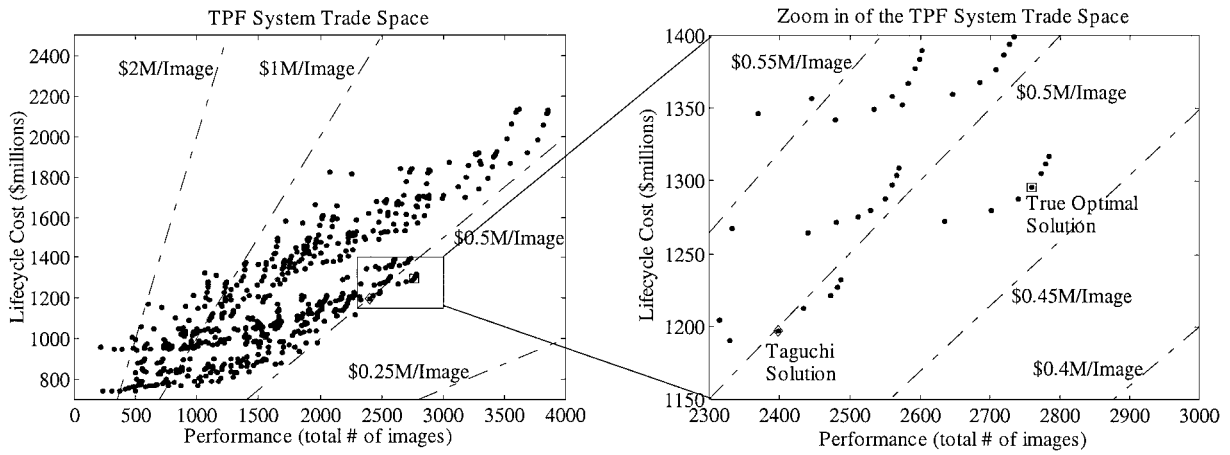 TPF System Trade Space
Lifecycle Cost ($millions)
2400
2200
2000
1800
1600
1400
1200
1000
800
$2M/Image
$1M/Image
$0.5M/Image
$0.25M/Image
0 500 1000 1500 2000 2500 3000 3500 4000
Performance (total # of images)
Zoom in of the TPF System Trade Space
Lifecycle Cost ($millions)
1400
1350
1300
1250
1200
1150
$0.55M/Image
$0.5M/Image
True Optimal
Solution
$0.45M/Image
Taguchi
Solution
$0.4M/Image
2300 2400 2500 2600 2700 2800 2900 3000
Performance (total # of images)